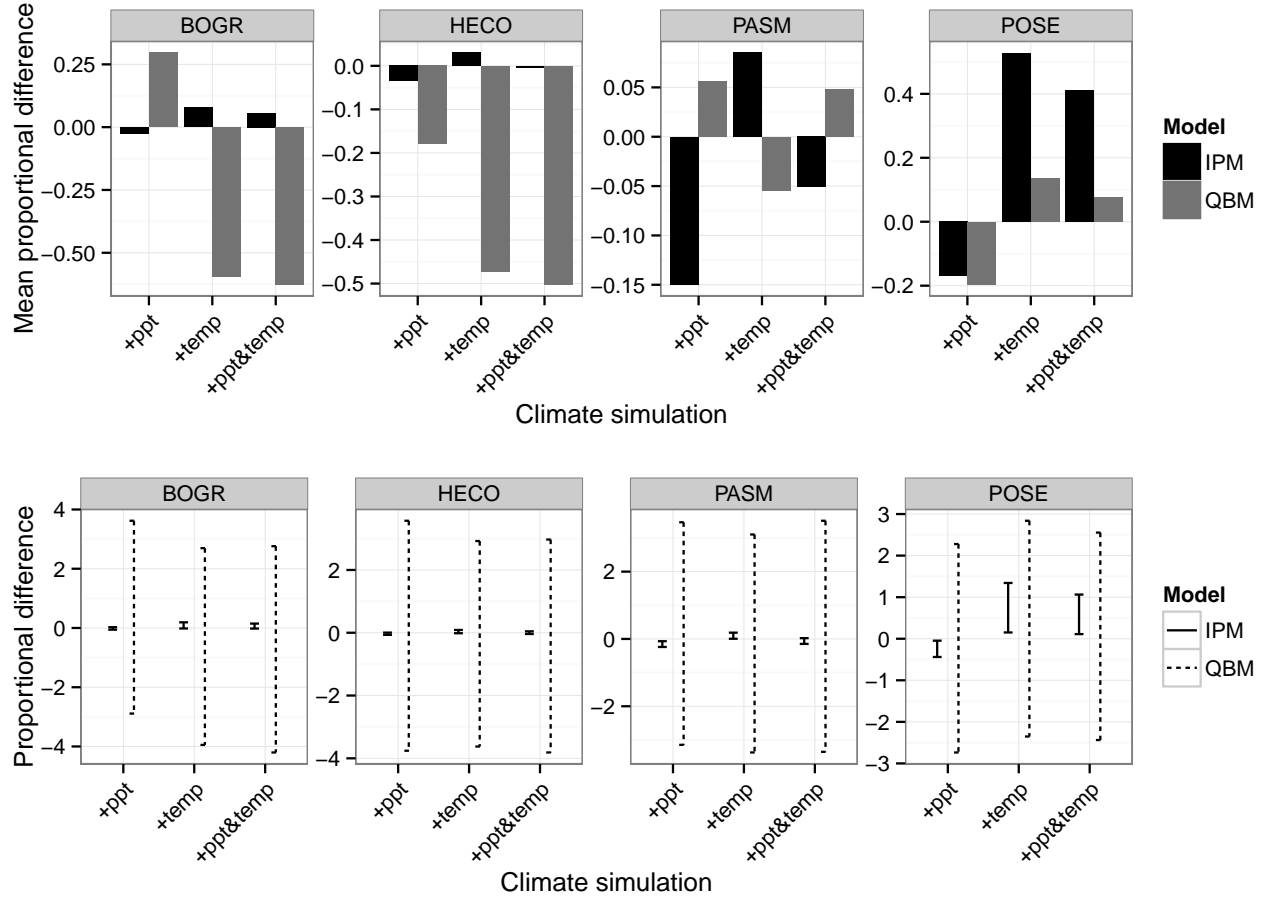 BOGR HECO PASM POSE
Mean proportional difference
0.25
0.00
−0.25
−0.50
0.0
−0.1
−0.2
−0.3
−0.4
−0.5
0.05
0.00
−0.05
−0.10
−0.15
0.4
0.2
0.0
−0.2
+ppt +temp +ppt&temp +ppt +temp +ppt&temp +ppt +temp +ppt&temp +ppt +temp +ppt&temp
Climate simulation
Model
IPM
QBM
BOGR HECO PASM POSE
Proportional difference
4
2
0
−2
−4
2
0
−2
−4
2
0
−2
3
2
1
0
−1
−2
−3
+ppt +temp +ppt&temp +ppt +temp +ppt&temp +ppt +temp +ppt&temp +ppt +temp +ppt&temp
Climate simulation
Model
IPM
QBM